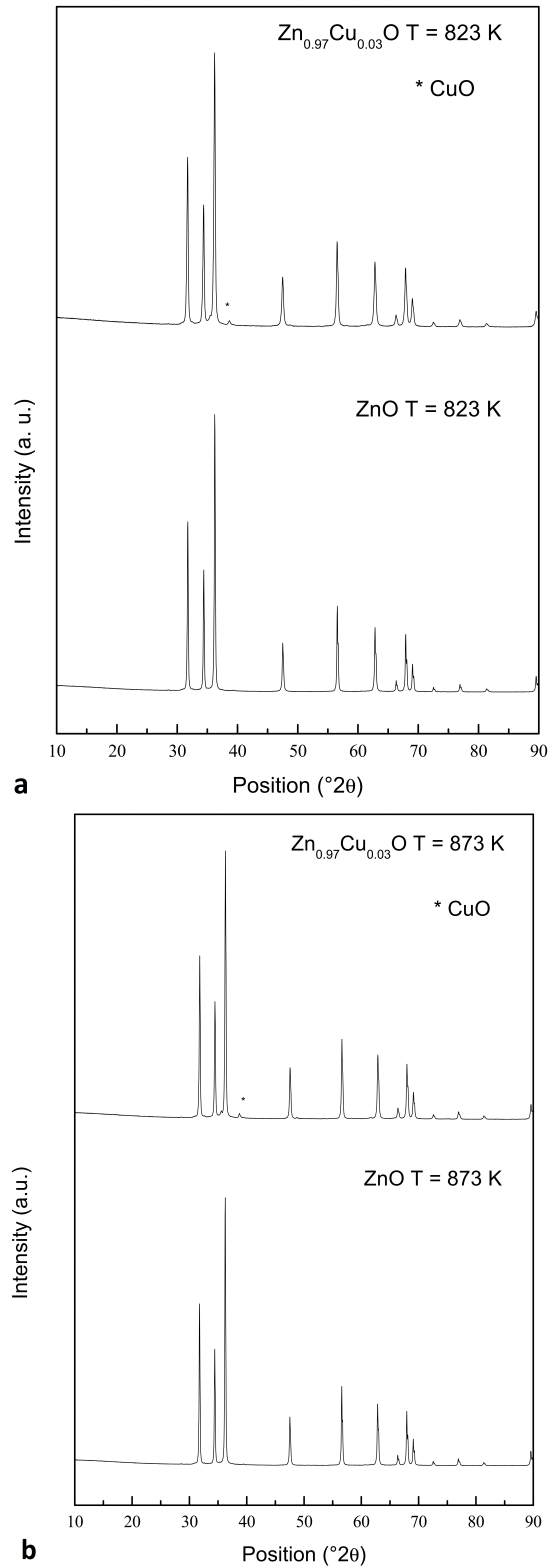 Zn0.97Cu0.03O T = 823 K
* CuO
*
ZnO T = 823 K
Intensity (a. u.)
10 20 30 40 50 60 70 80 90
Position (°2θ)
a
Zn0.97Cu0.03O T = 873 K
* CuO
*
ZnO T = 873 K
Intensity (a.u.)
10 20 30 40 50 60 70 80 90
Position (°2θ)
b